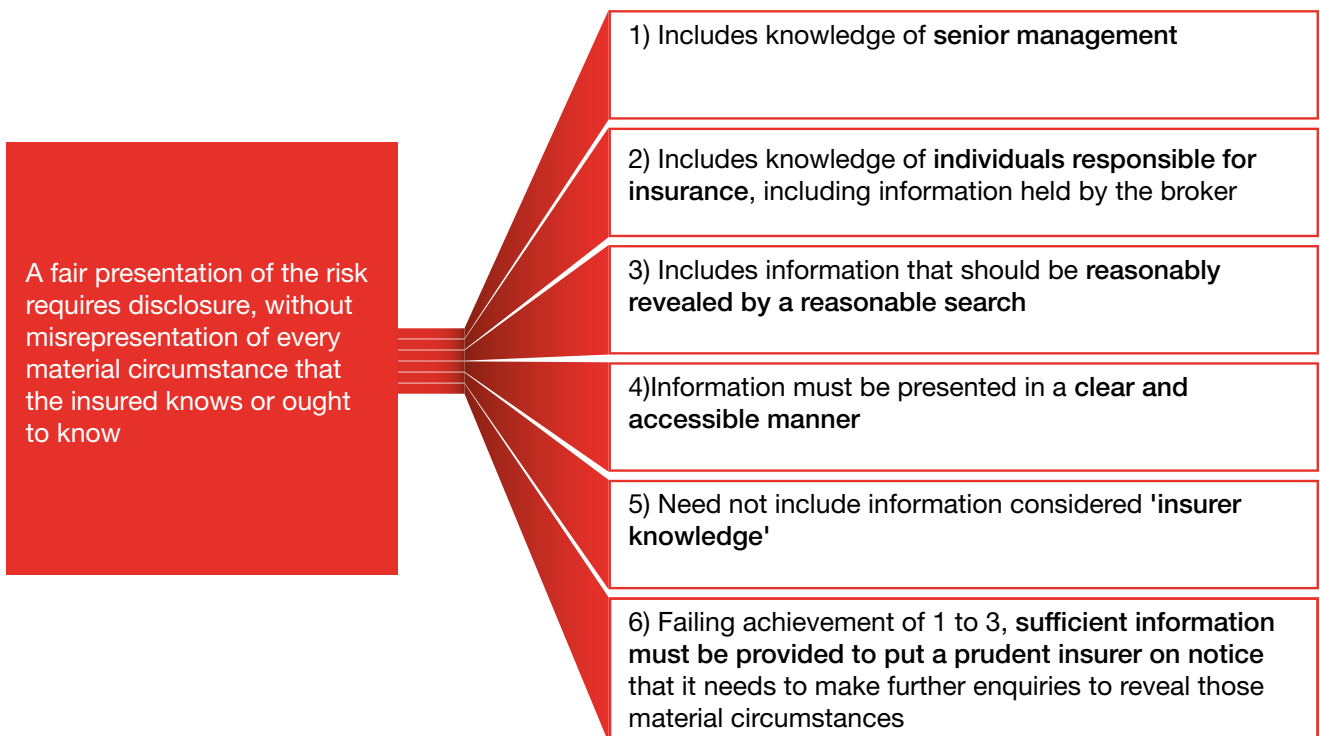 A fair presentation of the risk
requires disclosure, without
misrepresentation of every
material circumstance that
the insured knows or ought
to know
1) Includes knowledge of senior management
2) Includes knowledge of individuals responsible for
insurance, including information held by the broker
3) Includes information that should be reasonably
revealed by a reasonable search
4)Information must be presented in a clear and
accessible manner
5) Need not include information considered 'insurer
knowledge'
6) Failing achievement of 1 to 3, sufficient information
must be provided to put a prudent insurer on notice
that it needs to make further enquiries to reveal those
material circumstances